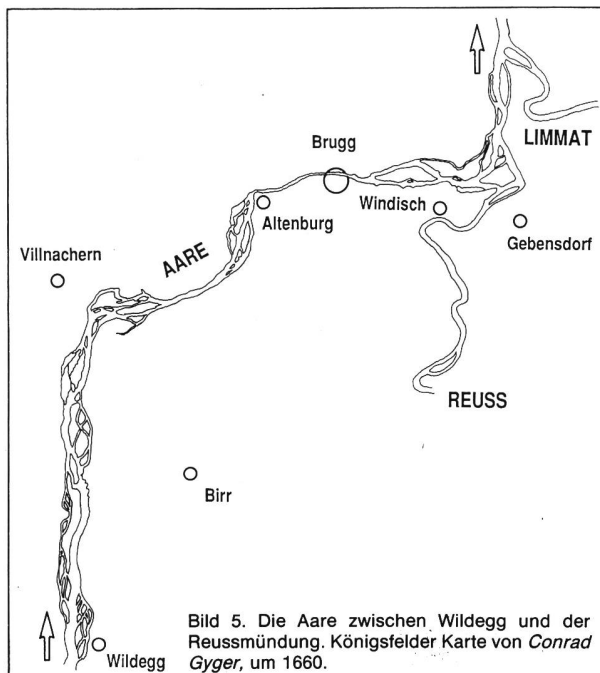 LIMMAT
Brugg
Windisch
Altenburg
Gebensdorf
Villnachern
AARE
REUSS
Birr
Wildegg
Bild 5. Die Aare zwischen Wildegg und der
Reussmündung. Königsfelder Karte von Conrad
Gyger, um 1660.